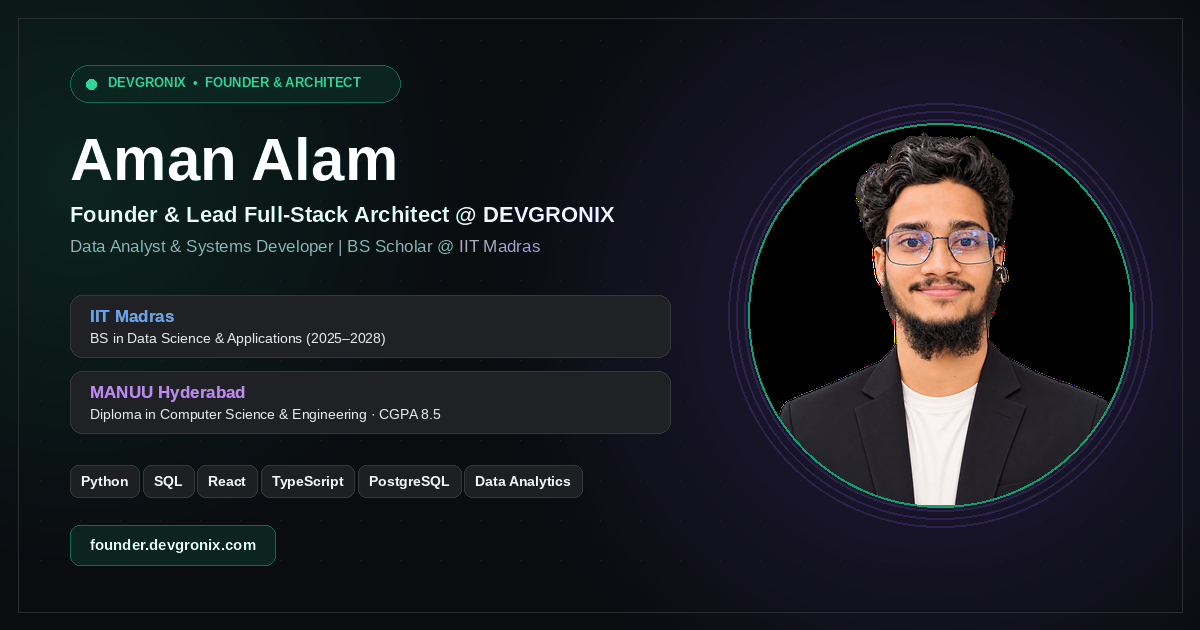 DEVGRONIX • FOUNDER & ARCHITECT
Aman Alam
Founder & Lead Full-Stack Architect @ DEVGRONIX
Data Analyst & Systems Developer | BS Scholar @ IIT Madras
IIT Madras
BS in Data Science & Applications (2025–2028)
MANUU Hyderabad
Diploma in Computer Science & Engineering · CGPA 8.5
Python SQL React TypeScript PostgreSQL Data Analytics
founder.devgronix.com